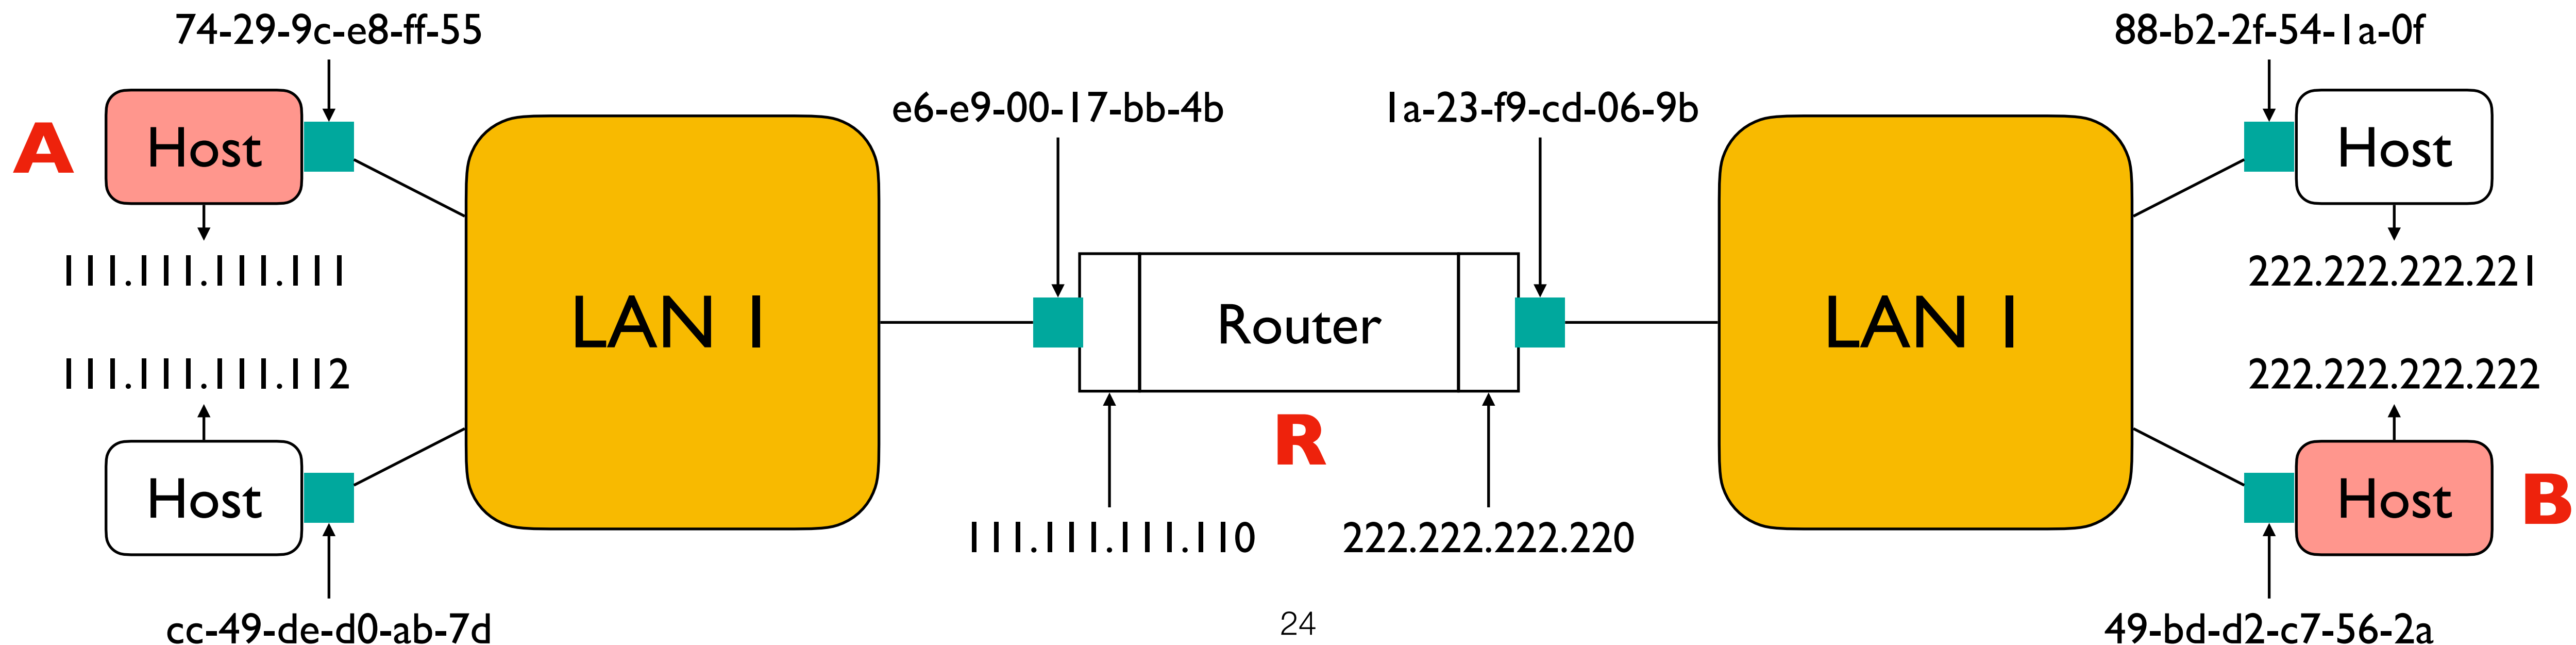 74-29-9c-e8-ff-55
88-b2-2f-54-1a-0f
e6-e9-00-17-bb-4b
1a-23-f9-cd-06-9b
A
Host
Host
111.111.111.111
222.222.222.221
LAN 1
Router
LAN 1
111.111.111.112
222.222.222.222
R
Host
Host
B
111.111.111.110
222.222.222.220
cc-49-de-d0-ab-7d
24
49-bd-d2-c7-56-2a